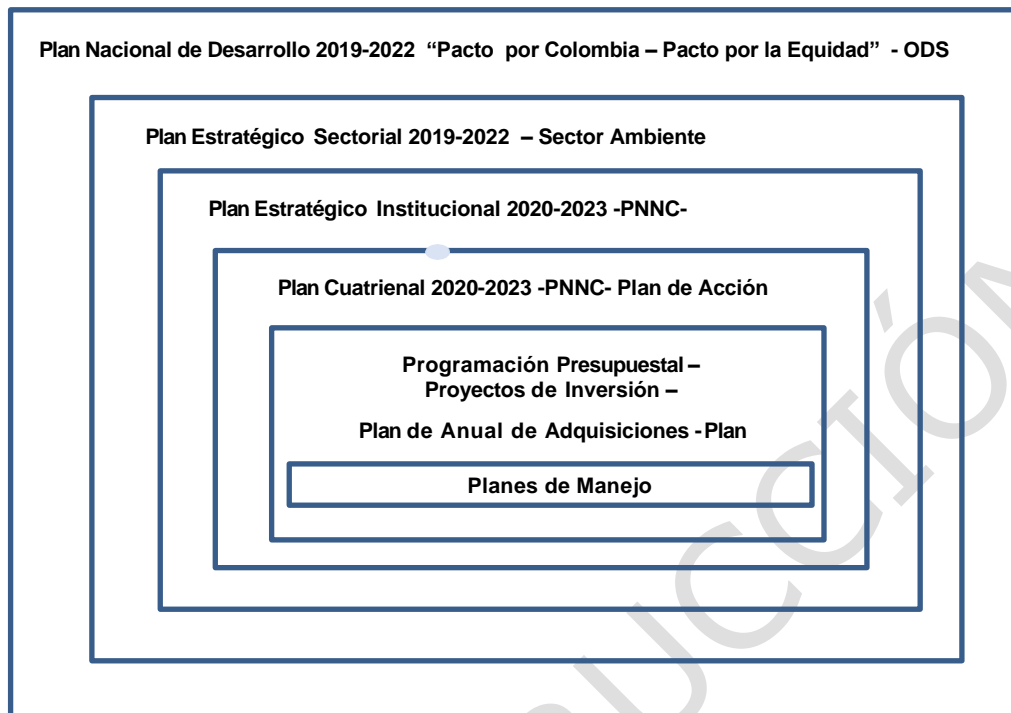 Plan Nacional de Desarrollo 2019-2022 “Pacto por Colombia – Pacto por la Equidad” - ODS
Plan Estratégico Sectorial 2019-2022 – Sector Ambiente
Plan Estratégico Institucional 2020-2023 -PNNC-
Plan Cuatrienal 2020-2023 -PNNC- Plan de Acción
Programación Presupuestal –
Proyectos de Inversión –
Plan de Anual de Adquisiciones -Plan
Planes de Manejo